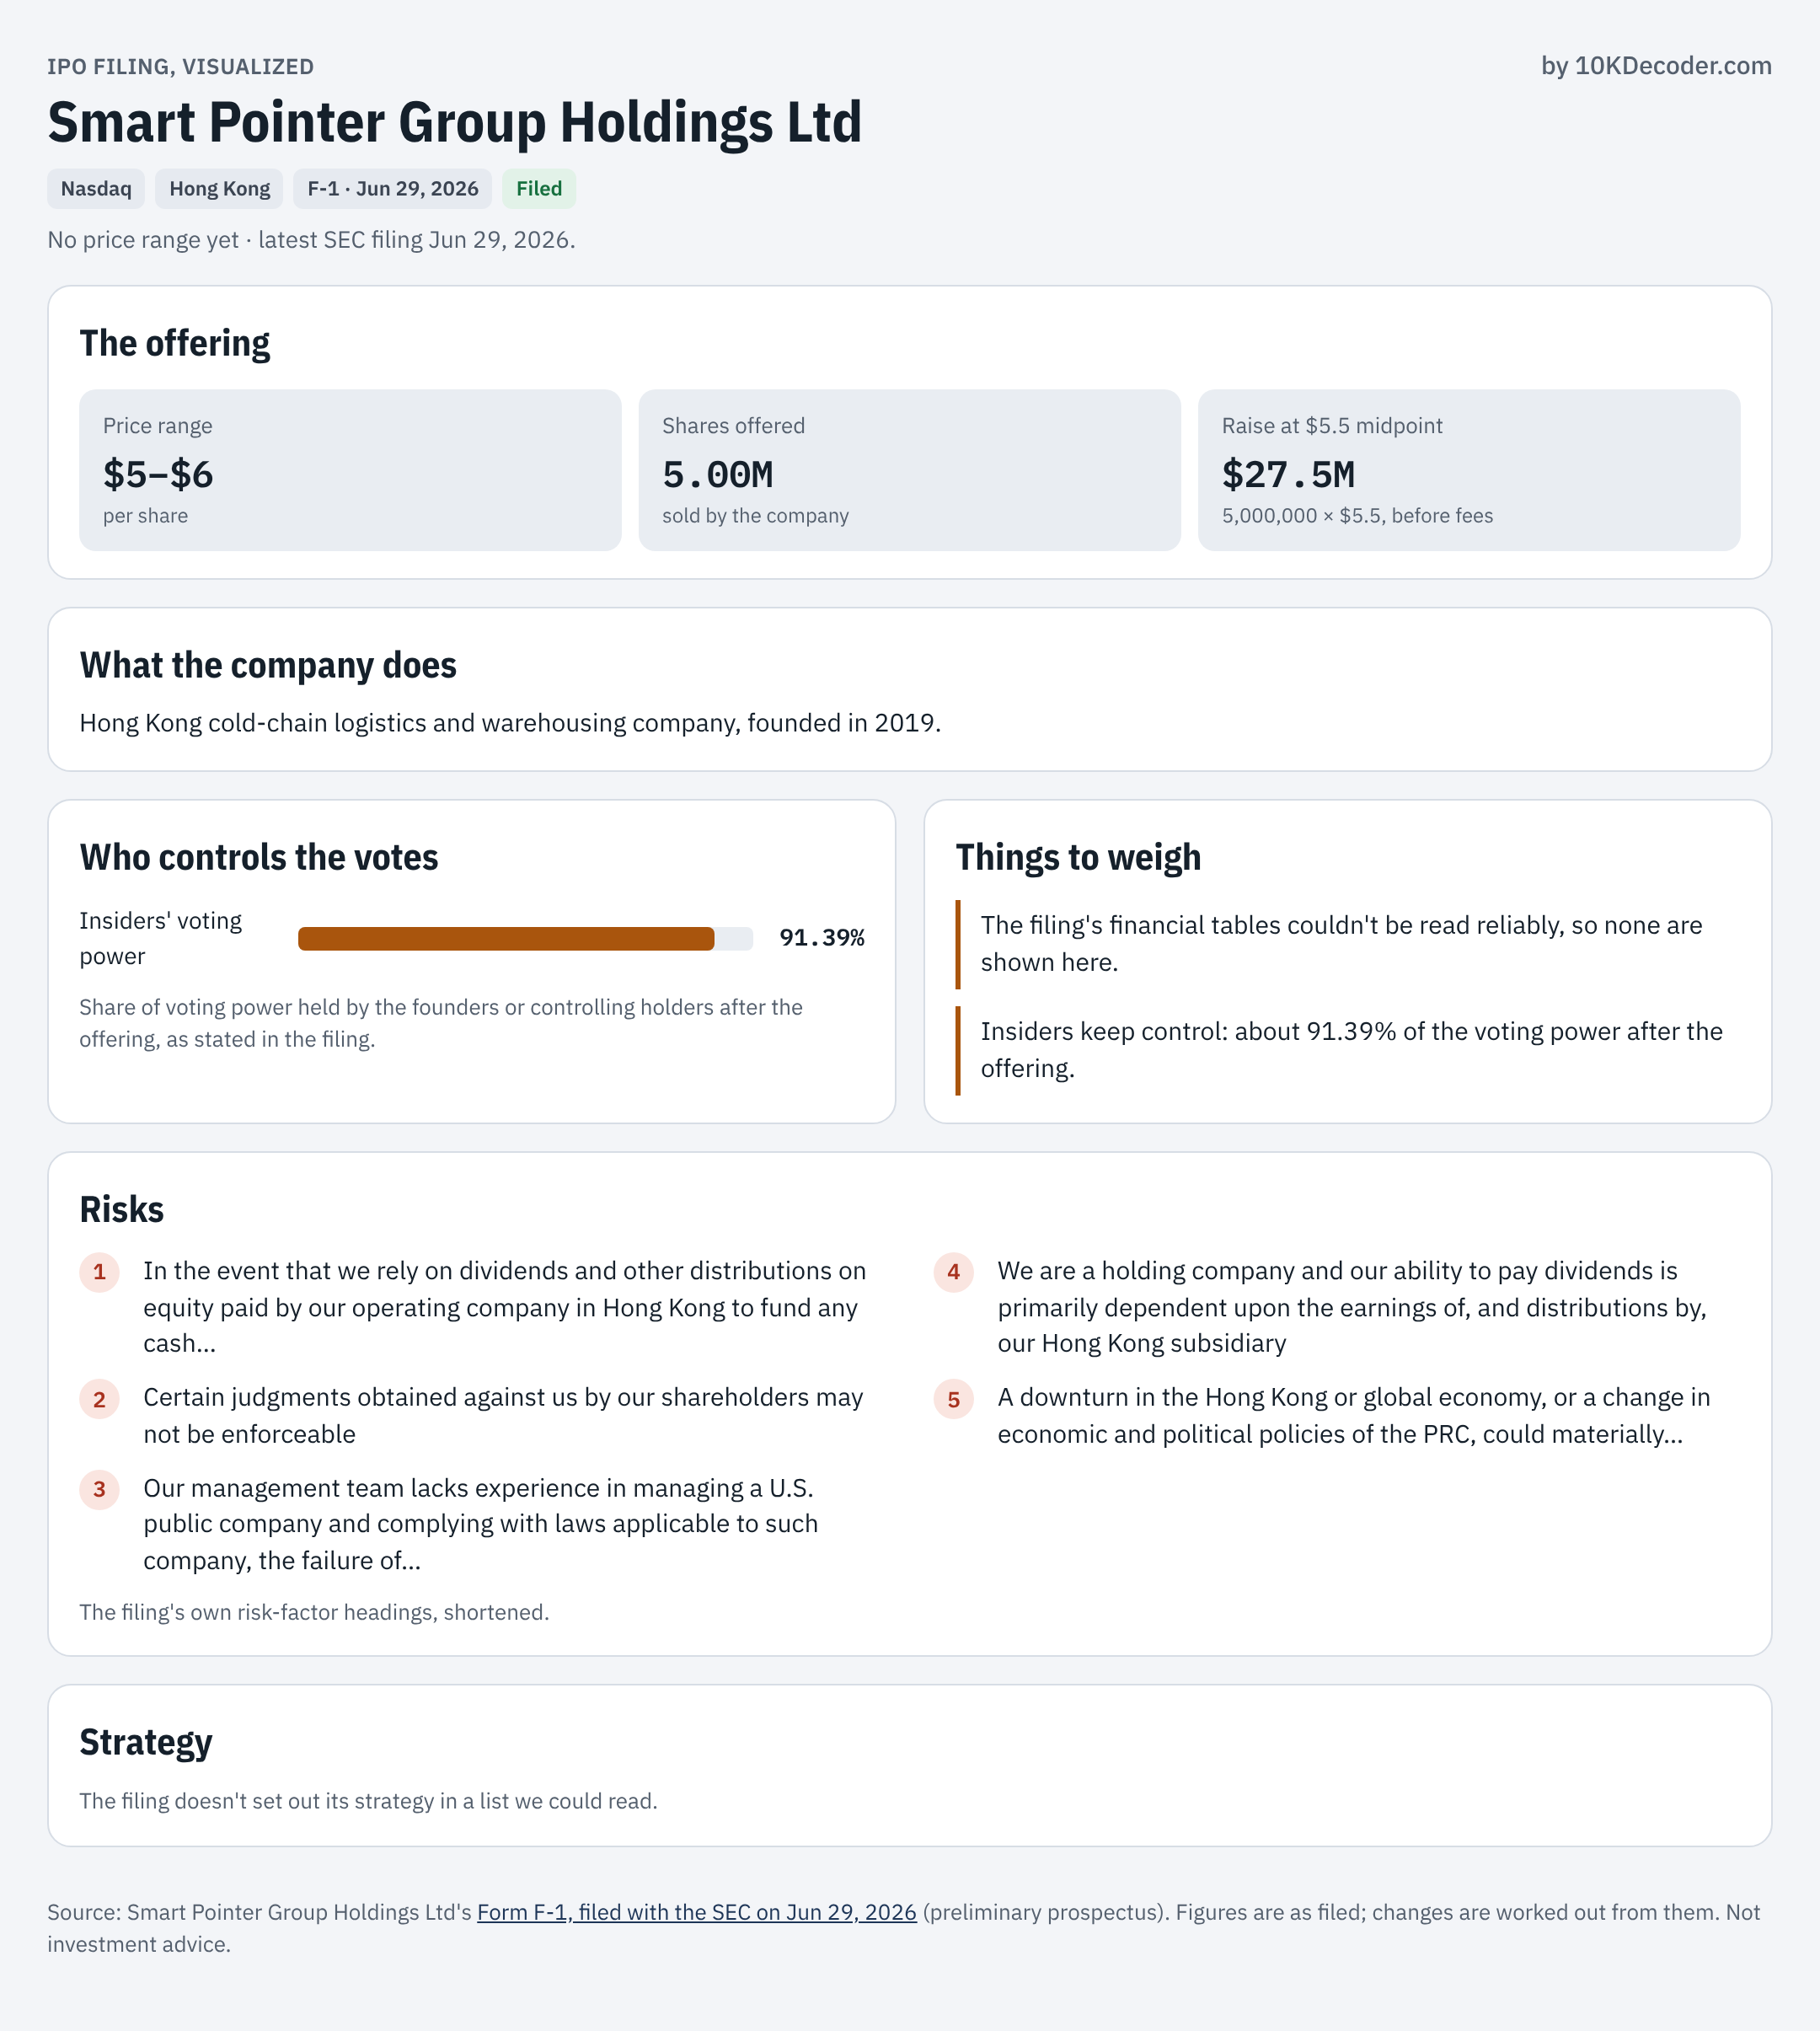 IPO FILING, VISUALIZED
by 10KDecoder.com
Smart Pointer Group Holdings Ltd
Nasdaq
Hong Kong
F-1 · Jun 29, 2026
Filed
No price range yet · latest SEC filing Jun 29, 2026.
The offering
Price range
$5–$6
per share
Shares offered
5.00M
sold by the company
Raise at $5.5 midpoint
$27.5M
5,000,000 × $5.5, before fees
What the company does
Hong Kong cold-chain logistics and warehousing company, founded in 2019.
Who controls the votes
Insiders' voting
power
91.39%
Share of voting power held by the founders or controlling holders after the
offering, as stated in the filing.
Things to weigh
The filing's financial tables couldn't be read reliably, so none are
shown here.
Insiders keep control: about 91.39% of the voting power after the
offering.
Risks
1
In the event that we rely on dividends and other distributions on
equity paid by our operating company in Hong Kong to fund any
cash...
2
Certain judgments obtained against us by our shareholders may
not be enforceable
3
Our management team lacks experience in managing a U.S.
public company and complying with laws applicable to such
company, the failure of...
4
We are a holding company and our ability to pay dividends is
primarily dependent upon the earnings of, and distributions by,
our Hong Kong subsidiary
5
A downturn in the Hong Kong or global economy, or a change in
economic and political policies of the PRC, could materially...
The filing's own risk-factor headings, shortened.
Strategy
The filing doesn't set out its strategy in a list we could read.
Source: Smart Pointer Group Holdings Ltd's Form F-1, filed with the SEC on Jun 29, 2026 (preliminary prospectus). Figures are as filed; changes are worked out from them. Not
investment advice.